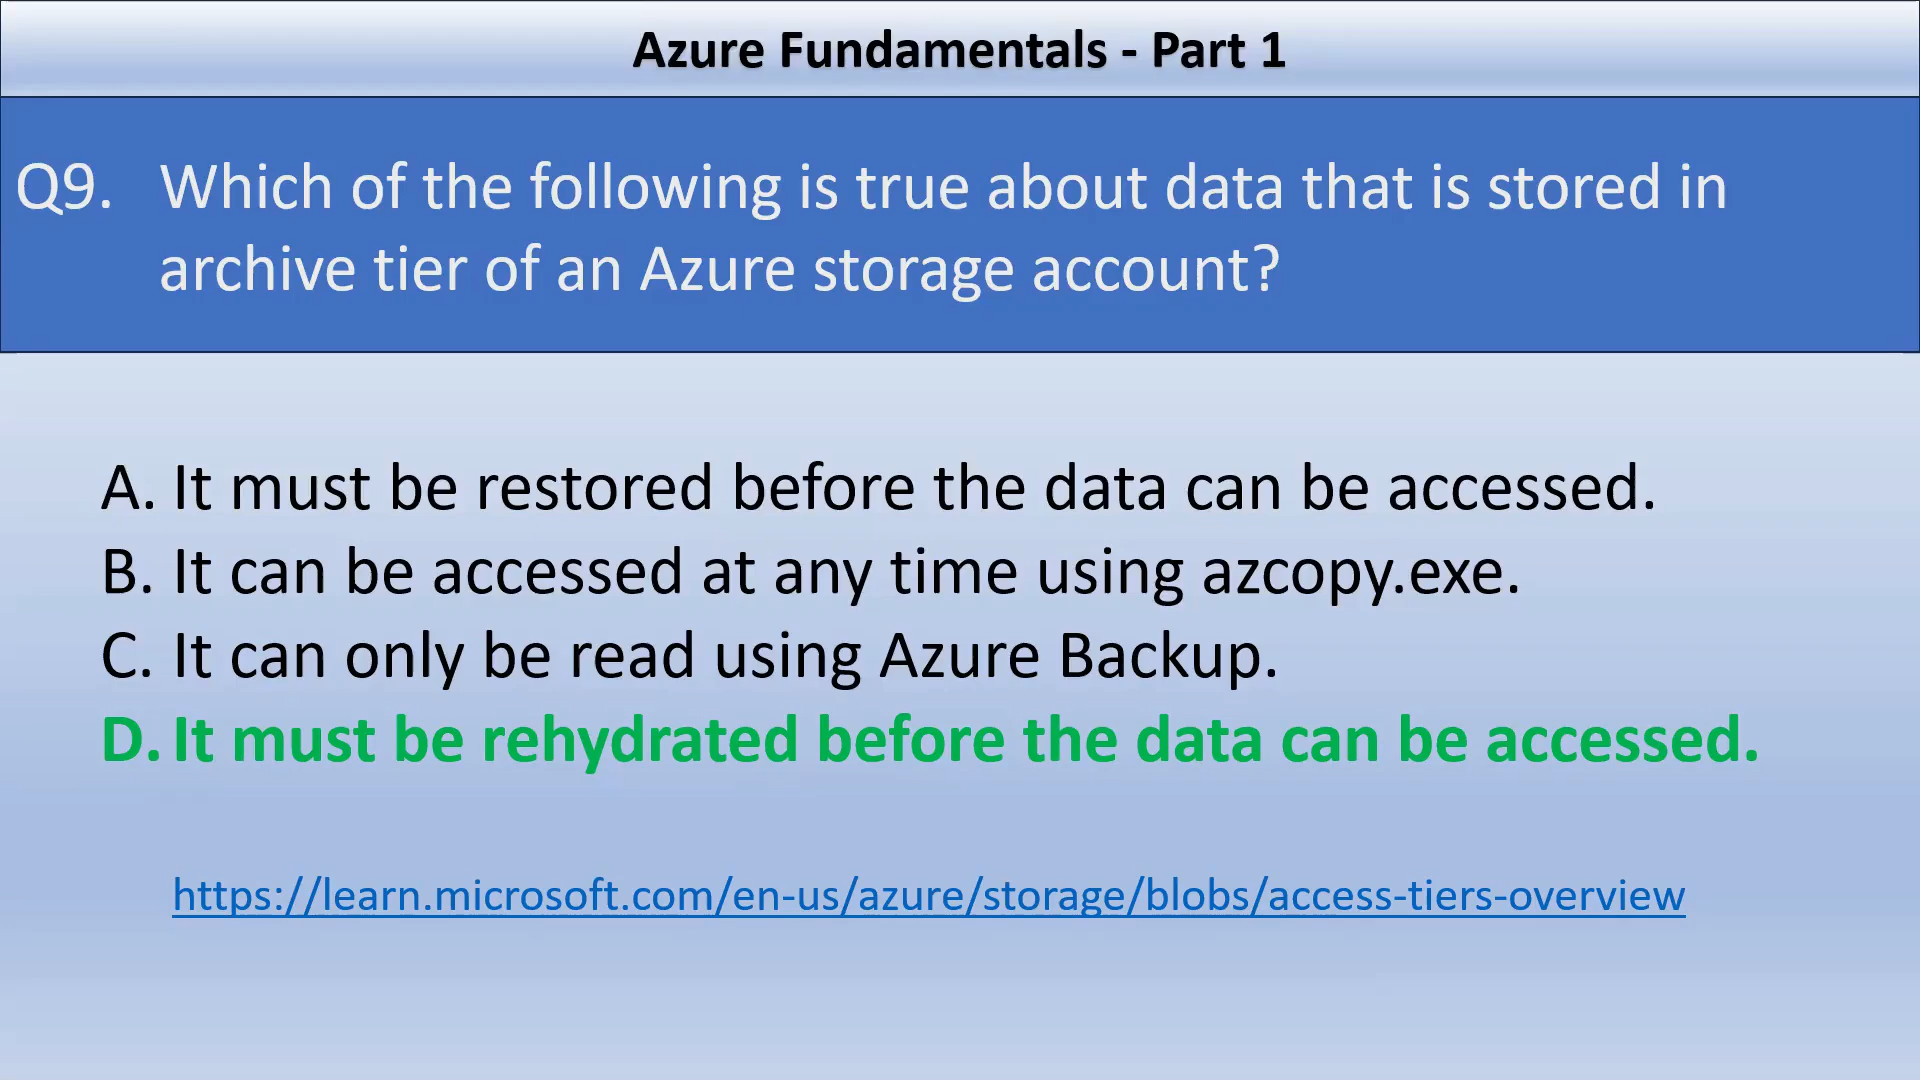 Azure Fundamentals - Part 1
Q9. Which of the following is true about data that is stored in
archive tier of an Azure storage account?
A. It must be restored before the data can be accessed.
B. It can be accessed at any time using azcopy.exe.
C. It can only be read using Azure Backup.
D. It must be rehydrated before the data can be accessed.
https://learn.microsoft.com/en-us/azure/storage/blobs/access-tiers-overview